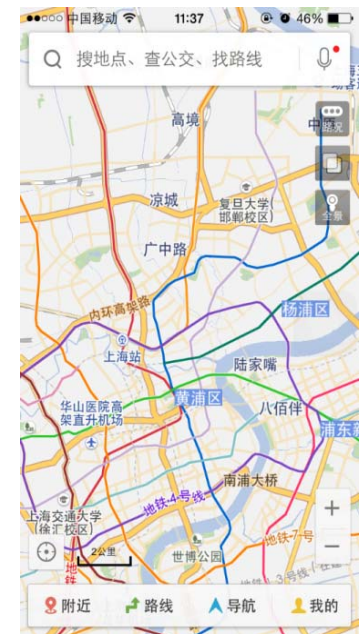 中国移动 11:37 46%
搜地点、查公交、找路线
高境
路况
凉城
复旦大学(
邯郸校区)
全景
广中路
内环高架路
杨浦区
上海站
陆家嘴
黄浦区
华山医院高
架直升机场
八佰伴
浦东新
南浦大桥
地铁-4号线
上海交通大学
(徐汇校区)
地铁-7-号
2公里
世博公园
地铁
附近
路线
导航
我的